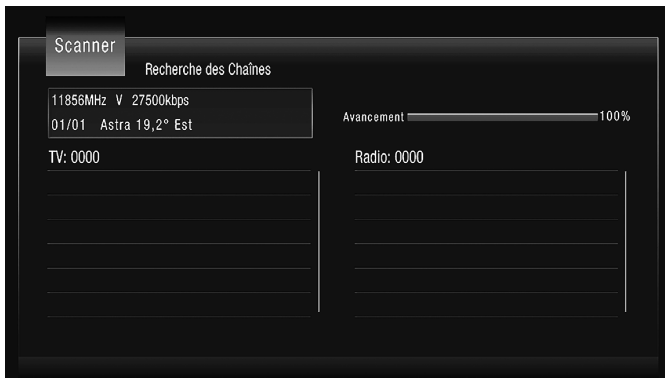 Scanner
Recherche des Chaînes
11856MHz V 27500kbps
01/01 Astra 19,2° Est
Avancement 100%
TV: 0000
Radio: 0000